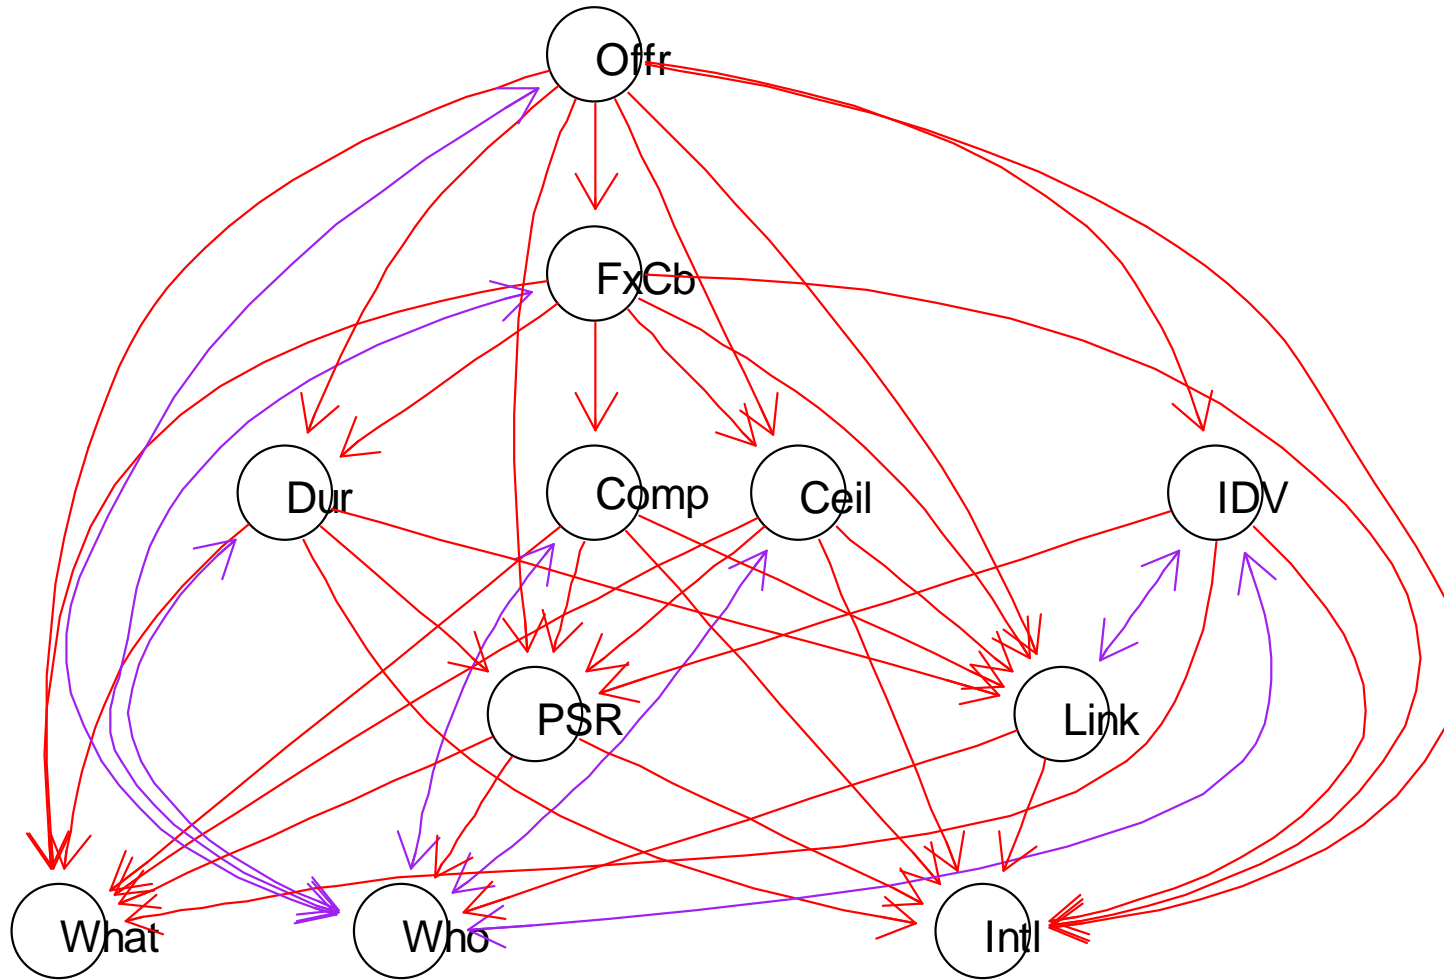 Offr
FxCb
Dur
Comp
Ceil
IDV
PSR
Link
What
Who
Intl